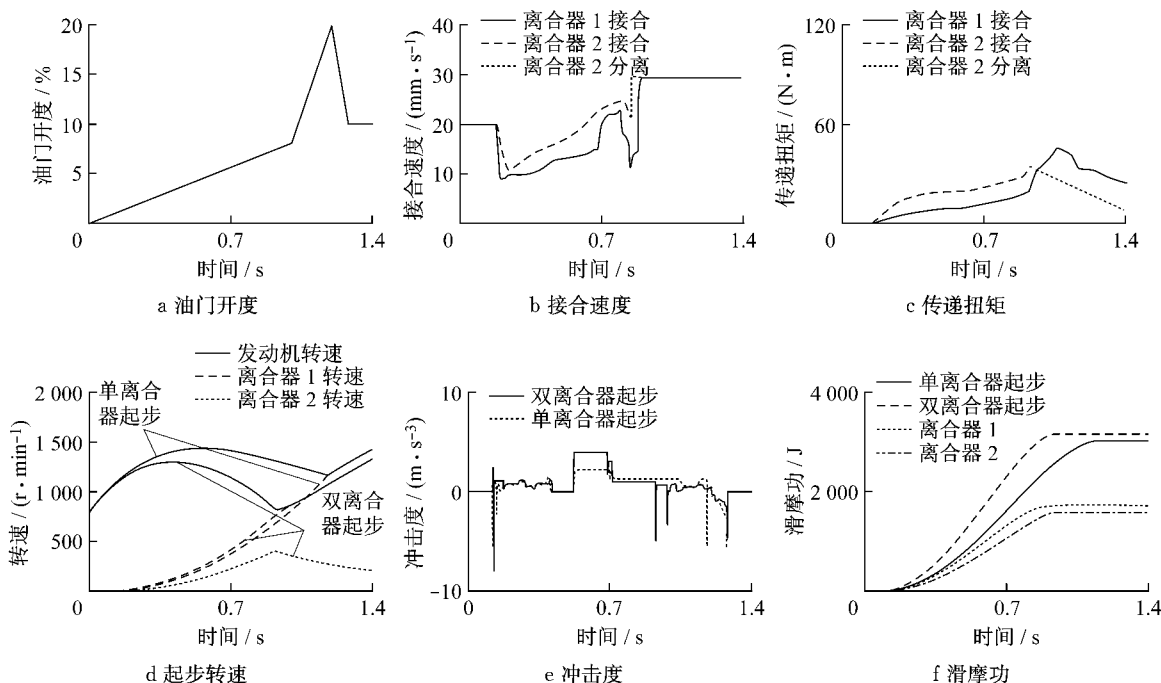 20
15
10
5
0
0.7
1.4
油门开度 / %
时间 / s
a 油门开度
离合器 1 接合
离合器 2 接合
离合器 2 分离
40
30
20
10
0
0.7
1.4
接合速度 / (mm·s⁻¹)
时间 / s
b 接合速度
离合器 1 接合
离合器 2 接合
离合器 2 分离
120
60
0
0.7
1.4
传递扭矩 / (N·m)
时间 / s
c 传递扭矩
发动机转速
离合器 1 转速
离合器 2 转速
单离合
器起步
双离合
器起步
2 000
1 500
1 000
500
0
0.7
1.4
转速 / (r·min⁻¹)
时间 / s
d 起步转速
双离合器起步
单离合器起步
10
0
-10
0
0.7
1.4
冲击度 / (m·s⁻³)
时间 / s
e 冲击度
单离合器起步
双离合器起步
离合器 1
离合器 2
3 000
2 000
0
0.7
1.4
滑摩功 / J
时间 / s
f 滑摩功